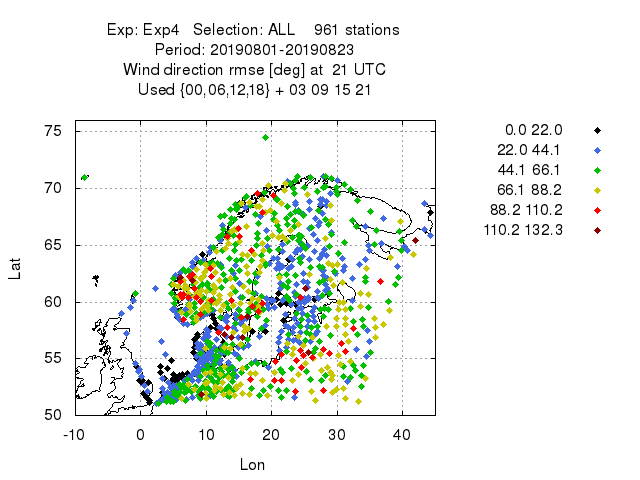 Exp: Exp4 Selection: ALL 961 stations
Period: 20190801-20190823
Wind direction rmse [deg] at 21 UTC
Used {00,06,12,18} + 03 09 15 21
0.0 22.0
22.0 44.1
44.1 66.1
66.1 88.2
88.2 110.2
110.2 132.3
75
70
65
60
55
50
Lat
-10 0 10 20 30 40
Lon